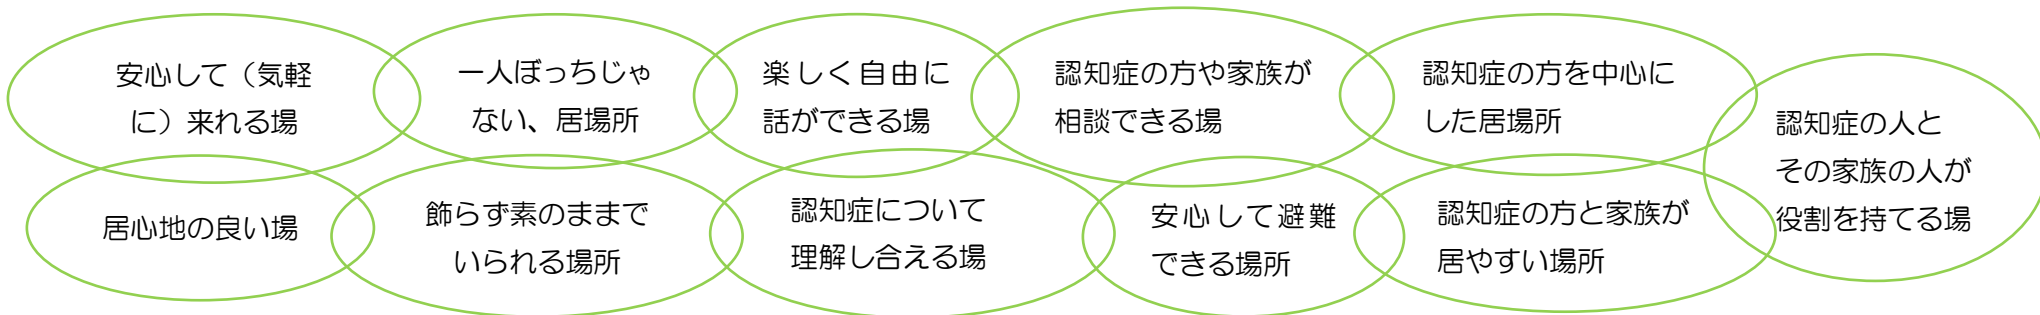 安心して（気軽
に）来れる場
一人ぼっちじゃ
ない、居場所
楽しく自由に
話ができる場
認知症の方や家族が
相談できる場
認知症の方を中心に
した居場所
認知症の人と
その家族の人が
役割を持てる場
居心地の良い場
飾らず素のままで
いられる場所
認知症について
理解し合える場
安心して避難
できる場所
認知症の方と家族が
居やすい場所